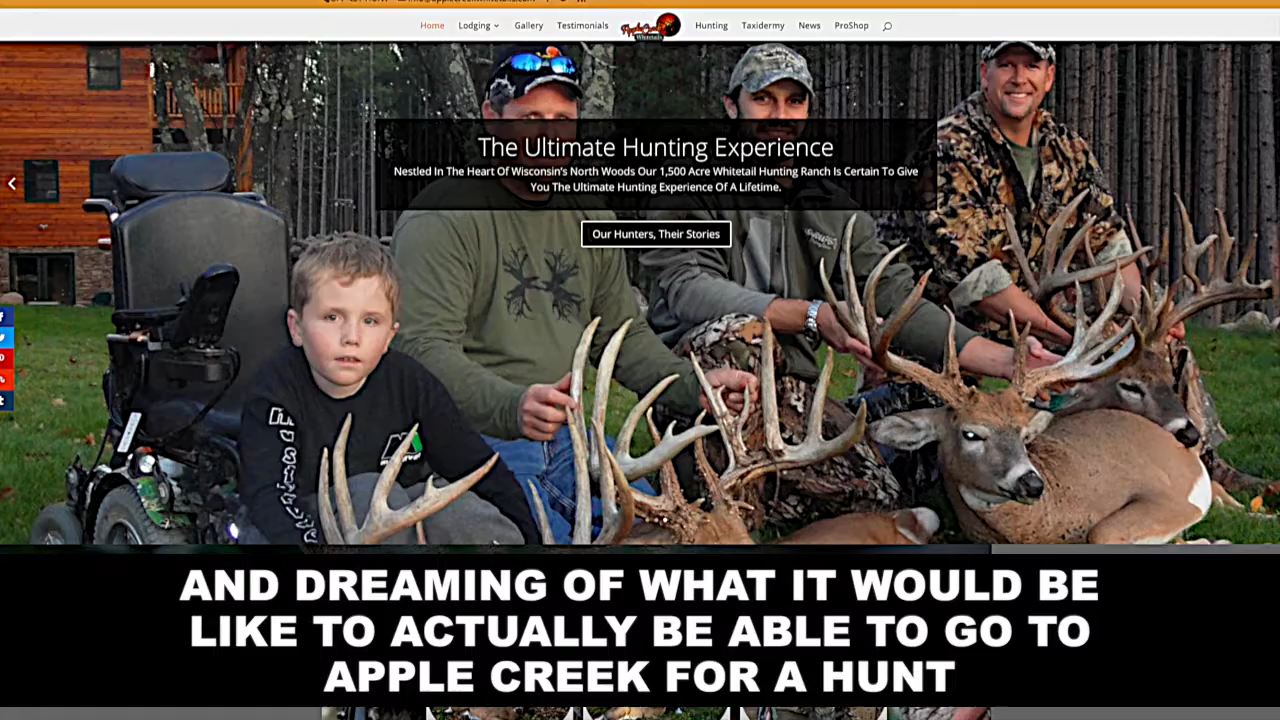 Home Lodging Gallery Testimonials Apple Creek Whitetails Hunting Taxidermy News ProShop
The Ultimate Hunting Experience
Nestled In The Heart Of Wisconsin's North Woods Our 1,500 Acre Whitetail Hunting Ranch Is Certain To Give
You The Ultimate Hunting Experience Of A Lifetime.
Our Hunters, Their Stories
AND DREAMING OF WHAT IT WOULD BE
LIKE TO ACTUALLY BE ABLE TO GO TO
APPLE CREEK FOR A HUNT